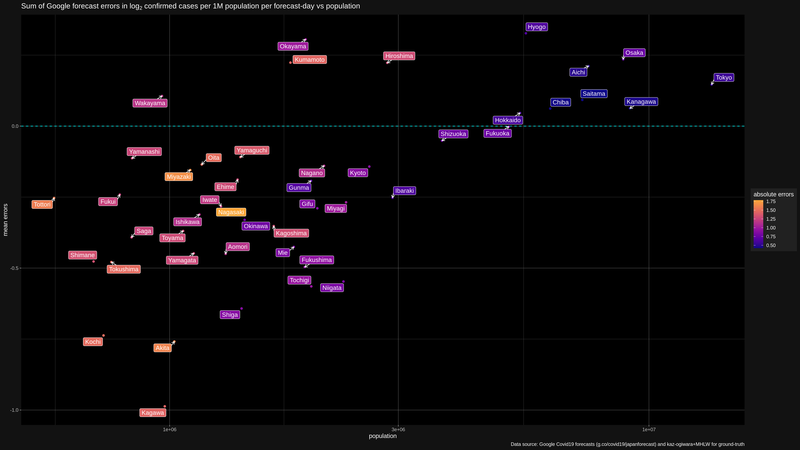 Sum of Google forecast errors in log2 confirmed cases per 1M population per forecast-day vs population
Hyogo
Okayama
Osaka
Hiroshima
Kumamoto
Aichi
Tokyo
Saitama
Wakayama
Chiba
Kanagawa
Hokkaido
0.0
Shizuoka
Fukuoka
Yamanashi
Yamaguchi
Oita
Miyazaki
Nagano
Kyoto
Ehime
Gunma
Ibaraki
absolute errors
1.75
1.50
1.25
1.00
0.75
0.50
Tottori
Fukui
Iwate
Gifu
Miyagi
Nagasaki
mean errors
Ishikawa
Okinawa
Saga
Toyama
Kagoshima
Aomori
Mie
Shimane
Yamagata
Fukushima
-0.5
Tokushima
Tochigi
Niigata
Shiga
Kochi
Akita
-1.0
Kagawa
1e+06
3e+06
1e+07
population
Data source: Google Covid19 forecasts (g.co/covid19/japanforecast) and kaz-ogiwara+MHLW for ground-truth